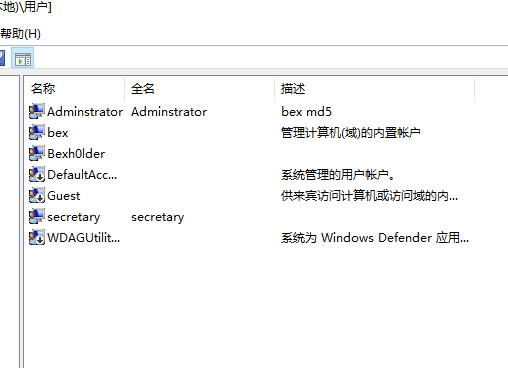 本地)\用户]
帮助(H)
名称 全名 描述
Adminstrator Adminstrator bex md5
bex 管理计算机(域)的内置帐户
Bexh0lder
DefaultAcc... 系统管理的用户帐户。
Guest 供来宾访问计算机或访问域的内...
secretary secretary
WDAGUtilit... 系统为 Windows Defender 应用...